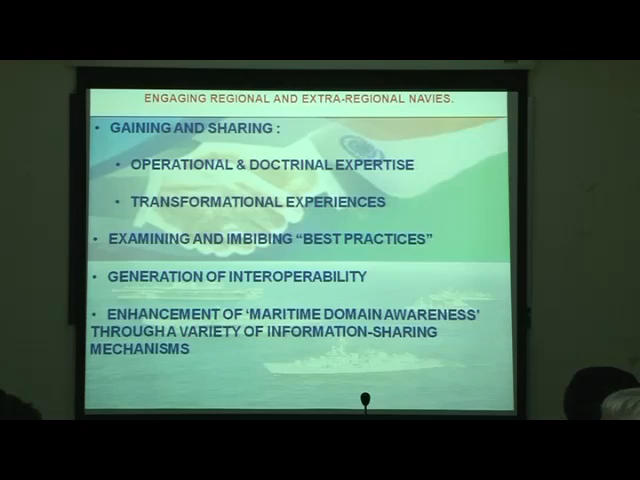 ENGAGING REGIONAL AND EXTRA-REGIONAL NAVIES.
• GAINING AND SHARING :
• OPERATIONAL & DOCTRINAL EXPERTISE
• TRANSFORMATIONAL EXPERIENCES
• EXAMINING AND IMBIBING “BEST PRACTICES”
• GENERATION OF INTEROPERABILITY
• ENHANCEMENT OF ‘MARITIME DOMAIN AWARENESS’
THROUGH A VARIETY OF INFORMATION-SHARING
MECHANISMS